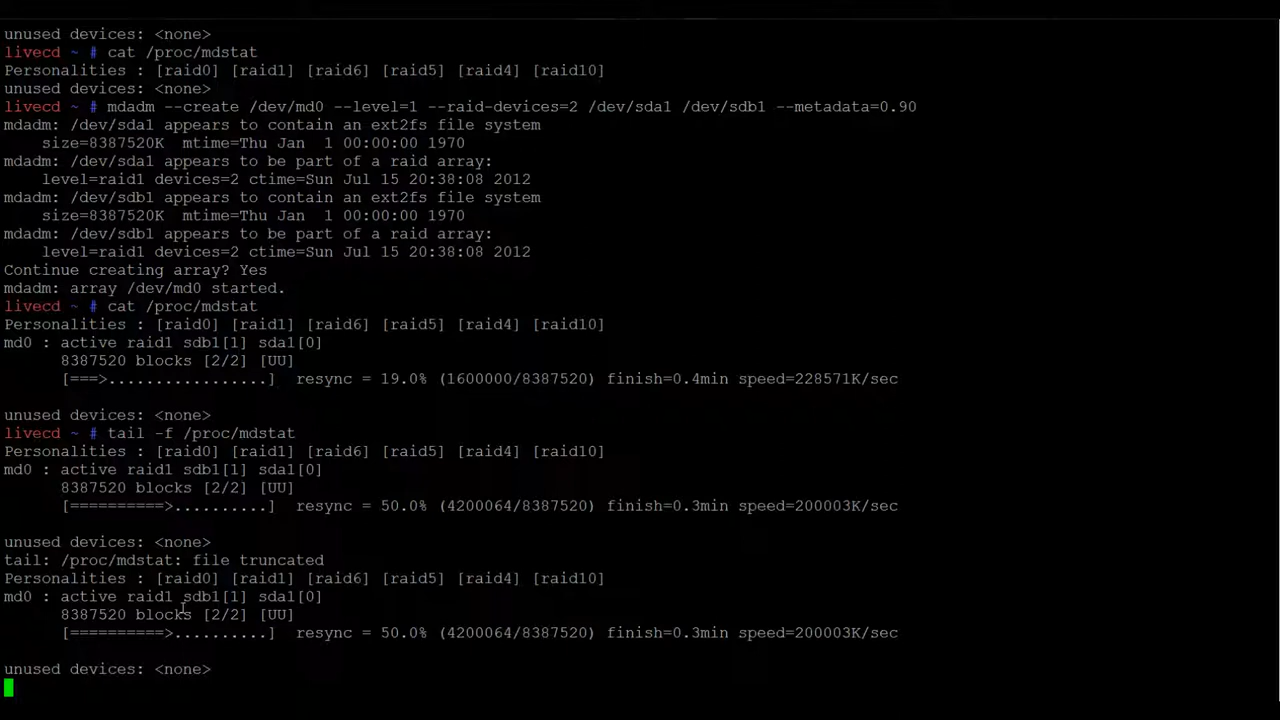 unused devices: <none>
livecd ~ # cat /proc/mdstat
Personalities : [raid0] [raid1] [raid6] [raid5] [raid4] [raid10]
unused devices: <none>
livecd ~ # mdadm --create /dev/md0 --level=1 --raid-devices=2 /dev/sda1 /dev/sdb1 --metadata=0.90
mdadm: /dev/sda1 appears to contain an ext2fs file system
    size=8387520K  mtime=Thu Jan  1 00:00:00 1970
mdadm: /dev/sda1 appears to be part of a raid array:
    level=raid1 devices=2 ctime=Sun Jul 15 20:38:08 2012
mdadm: /dev/sdb1 appears to contain an ext2fs file system
    size=8387520K  mtime=Thu Jan  1 00:00:00 1970
mdadm: /dev/sdb1 appears to be part of a raid array:
    level=raid1 devices=2 ctime=Sun Jul 15 20:38:08 2012
Continue creating array? Yes
mdadm: array /dev/md0 started.
livecd ~ # cat /proc/mdstat
Personalities : [raid0] [raid1] [raid6] [raid5] [raid4] [raid10]
md0 : active raid1 sdb1[1] sda1[0]
      8387520 blocks [2/2] [UU]
      [===>.................]  resync = 19.0% (1600000/8387520) finish=0.4min speed=228571K/sec
unused devices: <none>
livecd ~ # tail -f /proc/mdstat
Personalities : [raid0] [raid1] [raid6] [raid5] [raid4] [raid10]
md0 : active raid1 sdb1[1] sda1[0]
      8387520 blocks [2/2] [UU]
      [==========>..........]  resync = 50.0% (4200064/8387520) finish=0.3min speed=200003K/sec
unused devices: <none>
tail: /proc/mdstat: file truncated
Personalities : [raid0] [raid1] [raid6] [raid5] [raid4] [raid10]
md0 : active raid1 sdb1[1] sda1[0]
      8387520 blocks [2/2] [UU]
      [==========>..........]  resync = 50.0% (4200064/8387520) finish=0.3min speed=200003K/sec
unused devices: <none>